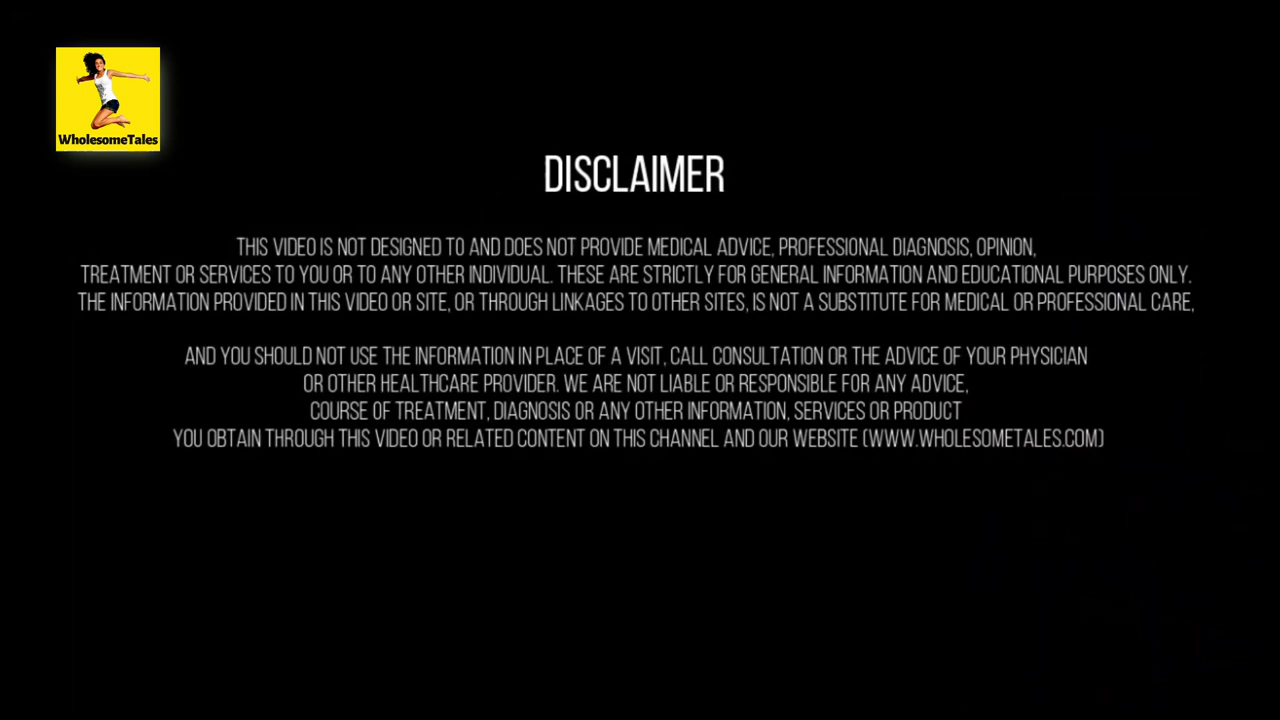 WholesomeTales
DISCLAIMER
THIS VIDEO IS NOT DESIGNED TO AND DOES NOT PROVIDE MEDICAL ADVICE, PROFESSIONAL DIAGNOSIS, OPINION,
TREATMENT OR SERVICES TO YOU OR TO ANY OTHER INDIVIDUAL. THESE ARE STRICTLY FOR GENERAL INFORMATION AND EDUCATIONAL PURPOSES ONLY.
THE INFORMATION PROVIDED IN THIS VIDEO OR SITE, OR THROUGH LINKAGES TO OTHER SITES, IS NOT A SUBSTITUTE FOR MEDICAL OR PROFESSIONAL CARE,
AND YOU SHOULD NOT USE THE INFORMATION IN PLACE OF A VISIT, CALL CONSULTATION OR THE ADVICE OF YOUR PHYSICIAN
OR OTHER HEALTHCARE PROVIDER. WE ARE NOT LIABLE OR RESPONSIBLE FOR ANY ADVICE,
COURSE OF TREATMENT, DIAGNOSIS OR ANY OTHER INFORMATION, SERVICES OR PRODUCT
YOU OBTAIN THROUGH THIS VIDEO OR RELATED CONTENT ON THIS CHANNEL AND OUR WEBSITE (WWW.WHOLESOMETALES.COM)